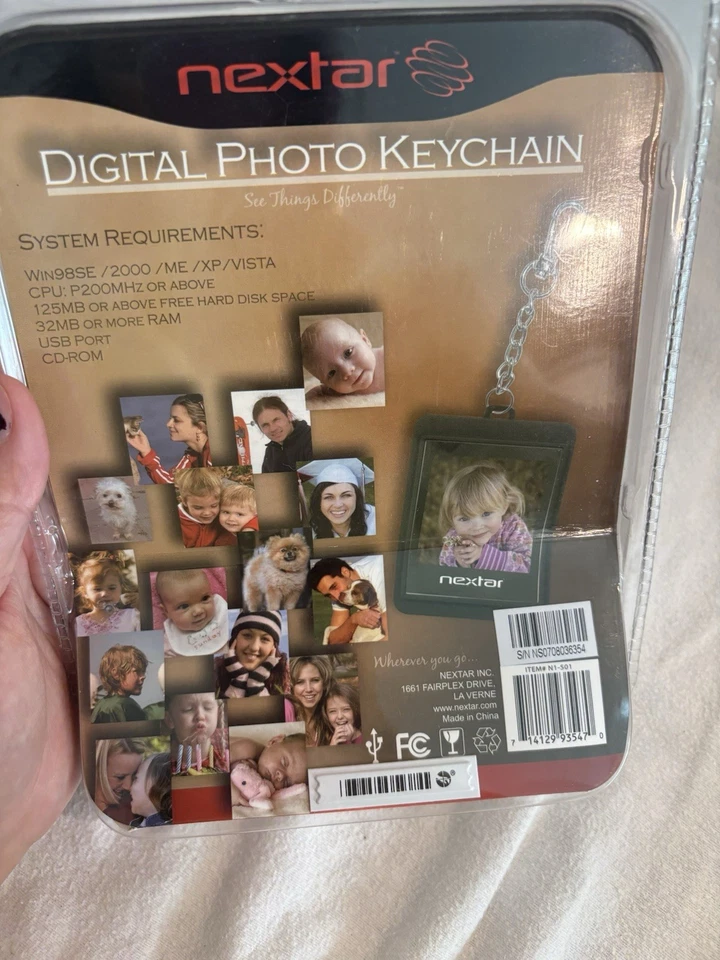 nextar
DIGITAL PHOTO KEYCHAIN
See Things Differently™
SYSTEM REQUIREMENTS:
WIN98SE /2000 /ME /XP/VISTA
CPU: P200MHZ OR ABOVE
125MB OR ABOVE FREE HARD DISK SPACE
32MB OR MORE RAM
USB PORT
CD-ROM
nextar
Wherever you go...
NEXTAR INC.
1661 FAIRPLEX DRIVE,
LA VERNE
www.nextar.com
Made in China
S/N NS0708036354
ITEM# N1-501
7 14129 93547 0
FC